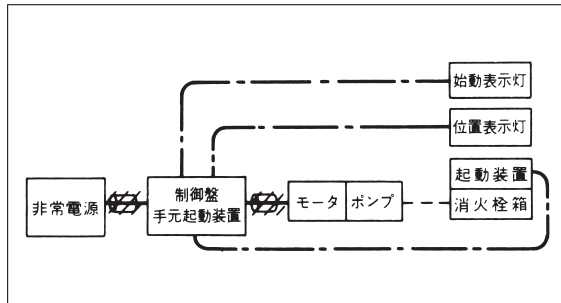 始動表示灯
位置表示灯
非常電源
制御盤
手元起動装置
モータ
ポンプ
起動装置
消火栓箱